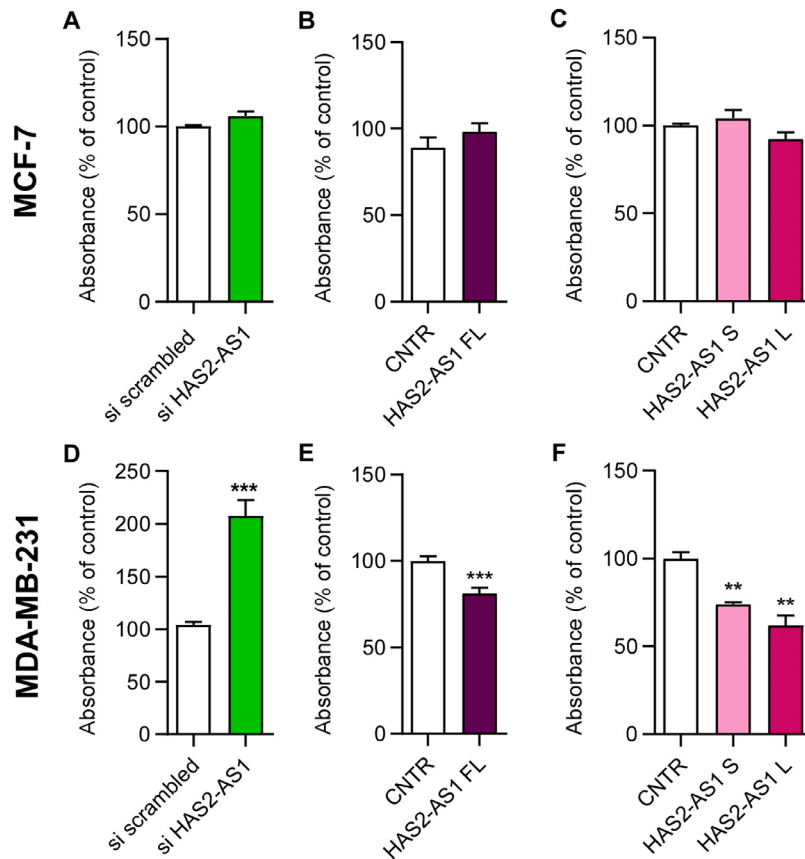 A
B
C
MCF-7
Absorbance (% of control)
150
100
50
0
si scrambled
si HAS2-AS1
Absorbance (% of control)
150
100
50
0
CNTR
HAS2-AS1 FL
Absorbance (% of control)
150
100
50
0
CNTR
HAS2-AS1 S
HAS2-AS1 L
D
E
F
MDA-MB-231
Absorbance (% of control)
250
200
150
100
50
0
***
si scrambled
si HAS2-AS1
Absorbance (% of control)
150
100
50
0
***
CNTR
HAS2-AS1 FL
Absorbance (% of control)
150
100
50
0
**
**
CNTR
HAS2-AS1 S
HAS2-AS1 L